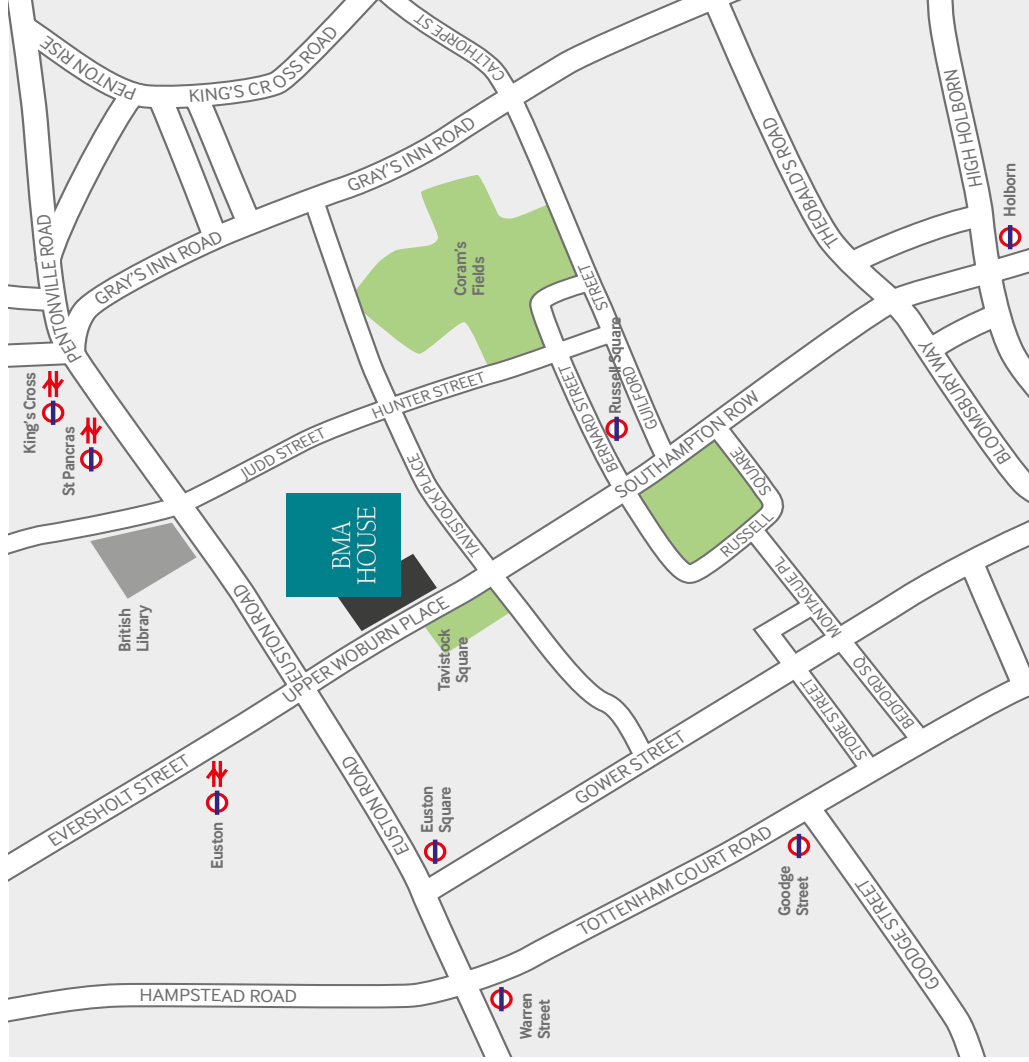 PENTON RISE
KING'S CROSS ROAD
CALTHORPE ST
GRAY'S INN ROAD
THEOBALD'S ROAD
HIGH HOLBORN
Holborn
PENTONVILLE ROAD
GRAY'S INN ROAD
Coram's
Fields
STREET
King's Cross
St Pancras
HUNTER STREET
JUDD STREET
BERNARD STREET
Russell Square
GUILFORD
SOUTHAMPTON ROW
BLOOMSBURY WAY
TAVISTOCK PLACE
SQUARE
RUSSELL
BMA
HOUSE
British
Library
EUSTON ROAD
UPPER WOBURN PLACE
Tavistock
Square
MONTAGUE PL
BEDFORD SQ
STORE STREET
EVERSHOLT STREET
Euston
EUSTON ROAD
Euston
Square
GOWER STREET
TOTTENHAM COURT ROAD
Goodge
Street
GOODGE STREET
HAMPSTEAD ROAD
Warren
Street